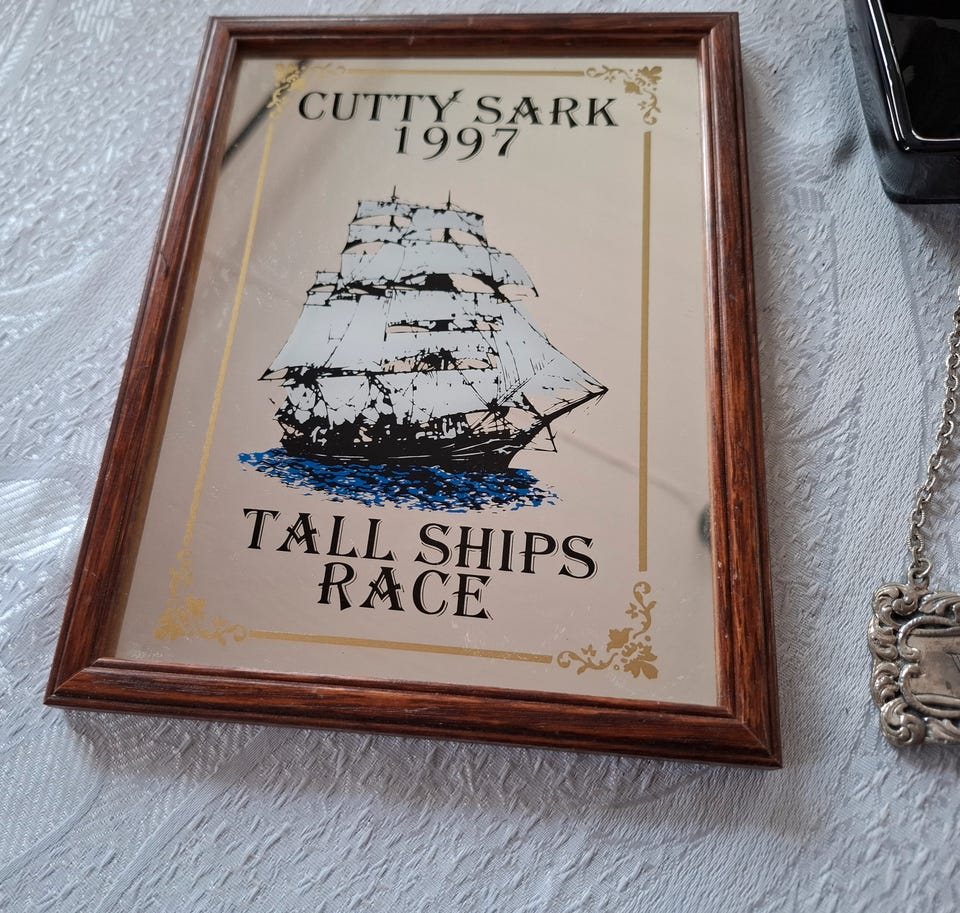 CUTTY SARK
1997
TALL SHIPS
RACE